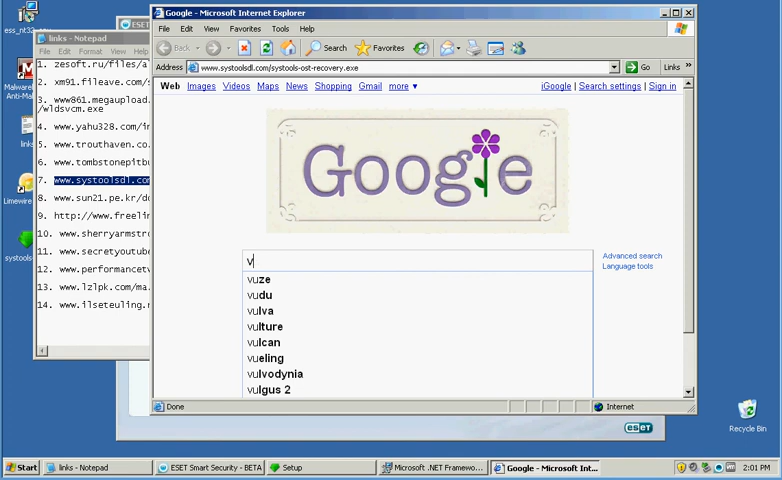 Google - Microsoft Internet Explorer
File Edit View Favorites Tools Help
Back Search Favorites
Address www.systoolsdl.com/systools-ost-recovery.exe Go Links »
Web Images Videos Maps News Shopping Gmail more ▼ iGoogle | Search settings | Sign in
Google
v
Advanced search
Language tools
vuze
vudu
vulva
vulture
vulcan
vueling
vulvodynia
vulgus 2
Done Internet
links - Notepad
File Edit Format View Help
1. zesoft.ru/files/a
2. xm91.fileave.com/s
3. www861.megaupload.
/wldsvcm.exe
4. www.yahu328.com/in
5. www.trouthaven.co.
6. www.tombstonepitbu
7. www.systoolsdl.com
8. www.sun21.pe.kr/do
9. http://www.freelin
10. www.sherryarmstro
11. www.secretyoutube
12. www.performancetv
13. www.lzlpk.com/ma
14. www.ilseteuling.n
ESET
ess_nt32
Malware
Anti-Mal
links
Limewire
systools
eset
Recycle Bin
Start links - Notepad ESET Smart Security - BETA Setup Microsoft .NET Framewo... Google - Microsoft Int... 2:01 PM